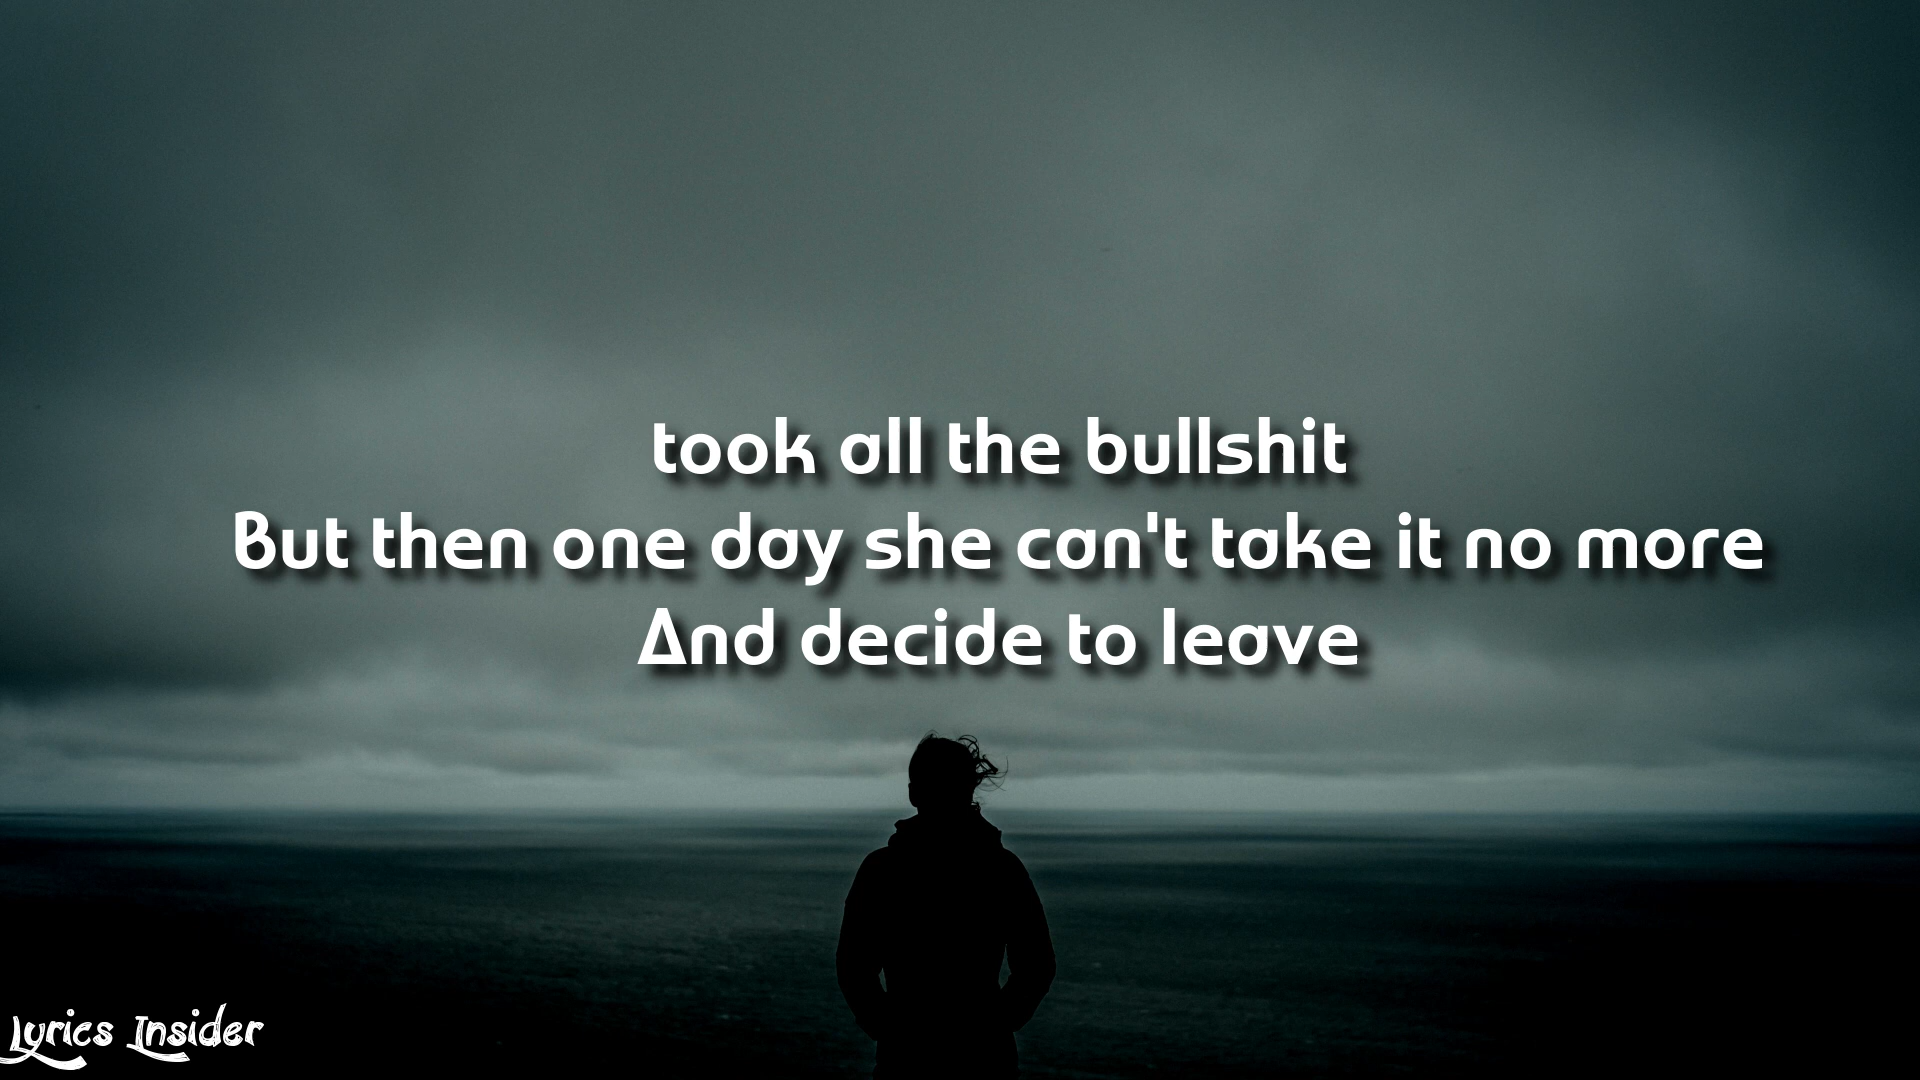 took all the bullshit
But then one day she can't take it no more
And decide to leave
Lyrics Insider